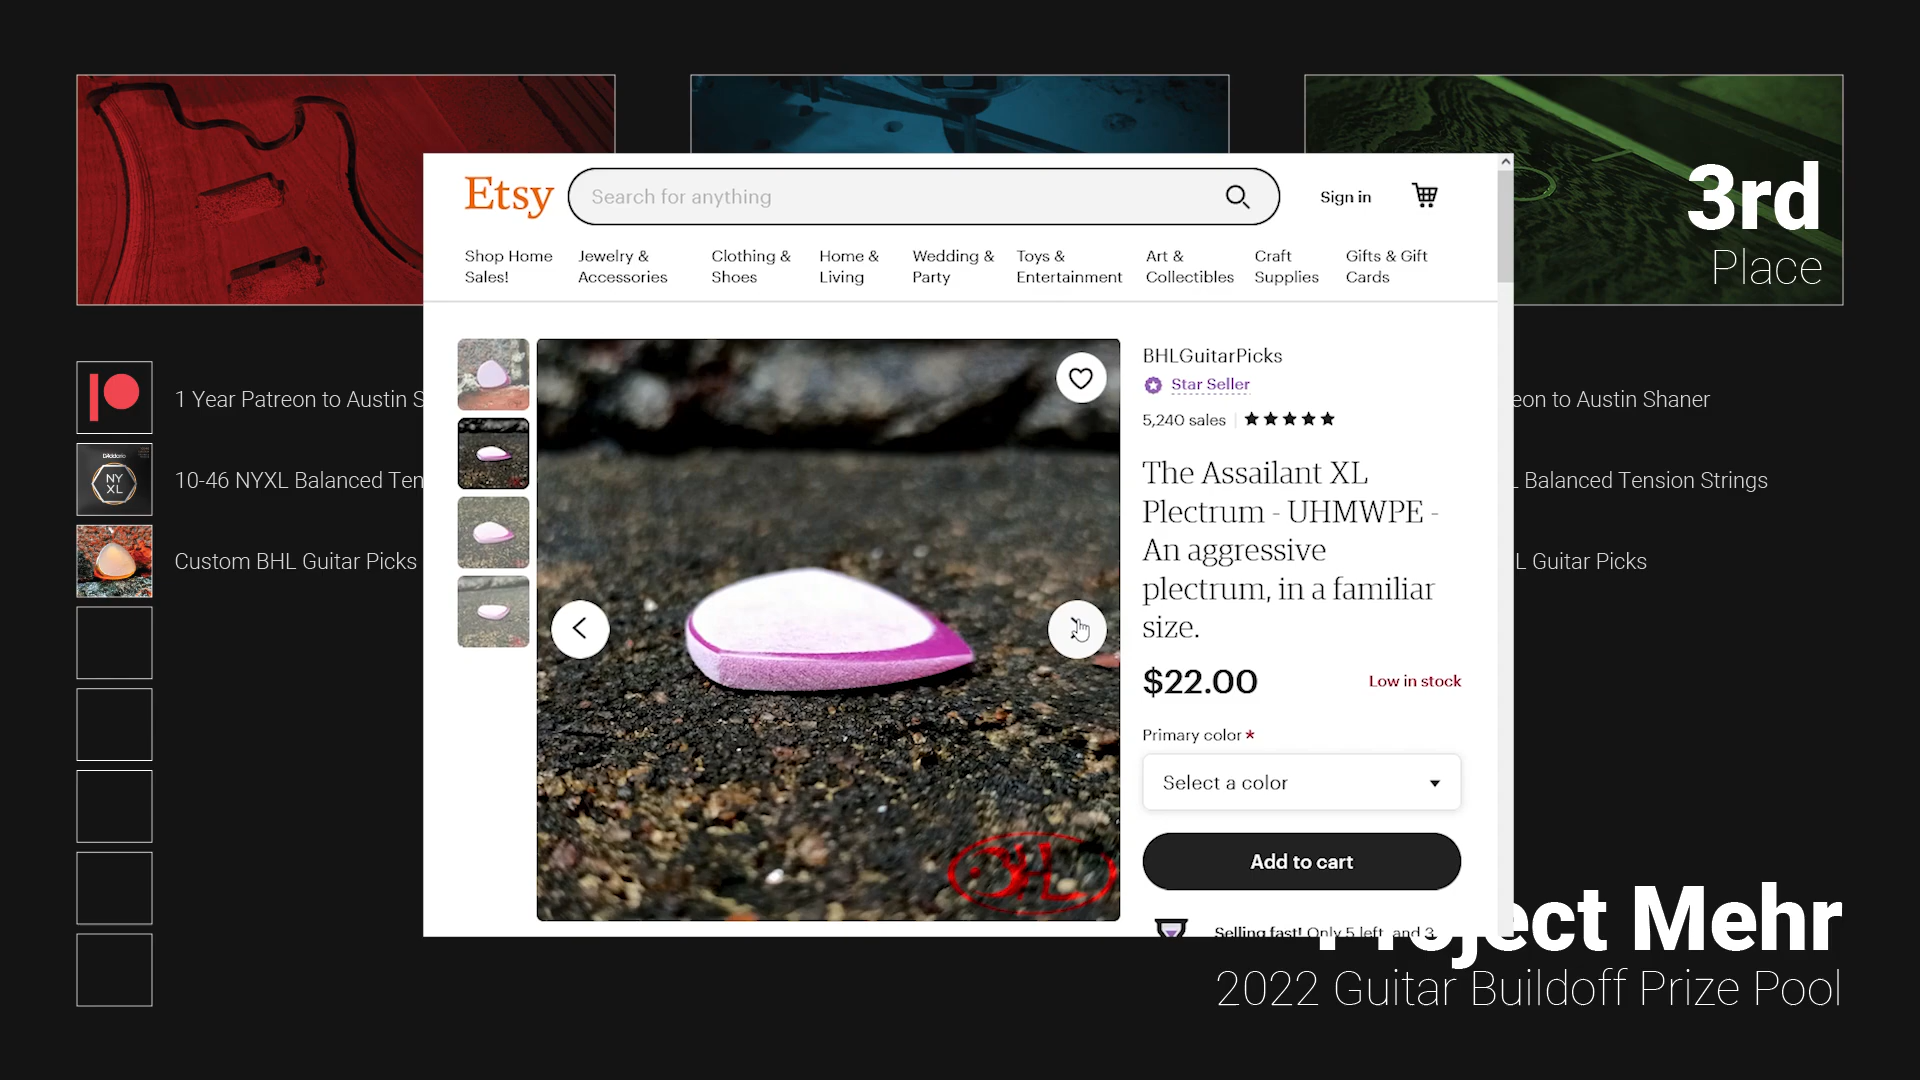 3rd
Place
Etsy
Search for anything
Sign in
Shop Home Sales!
Jewelry & Accessories
Clothing & Shoes
Home & Living
Wedding & Party
Toys & Entertainment
Art & Collectibles
Craft Supplies
Gifts & Gift Cards
1 Year Patreon to Austin S
eon to Austin Shaner
D'Addario
NY
XL
10-46 NYXL Balanced Ten
L Balanced Tension Strings
Custom BHL Guitar Picks
L Guitar Picks
BHLGuitarPicks
Star Seller
5,240 sales
The Assailant XL
Plectrum - UHMWPE -
An aggressive
plectrum, in a familiar
size.
$22.00
Low in stock
Primary color *
Select a color
Add to cart
Selling fast! Only 5 left, and 3
BHL
Project Mehr
2022 Guitar Buildoff Prize Pool